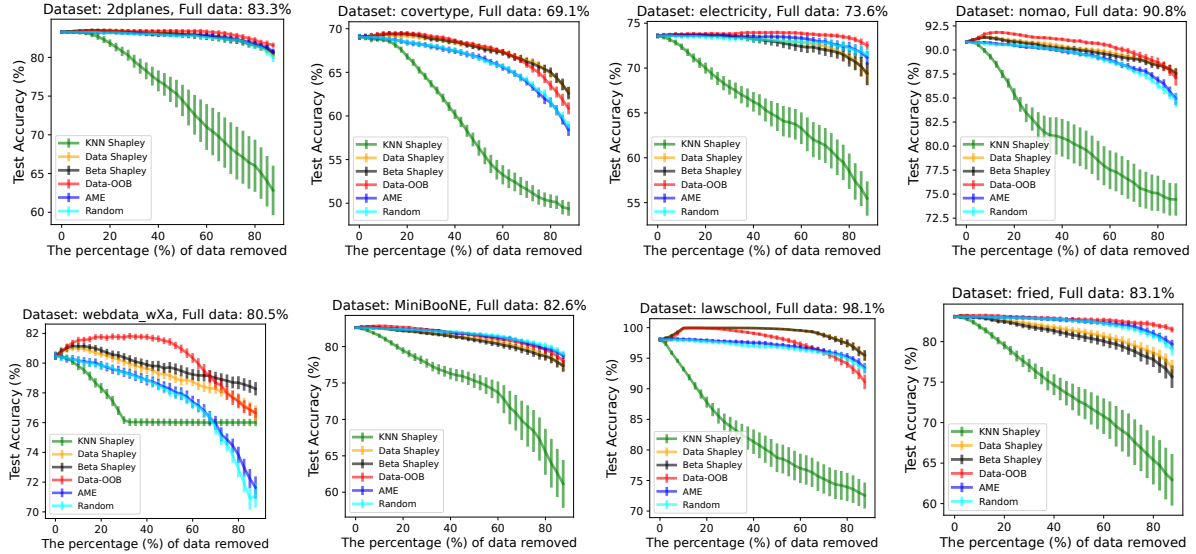 Dataset: 2dplanes, Full data: 83.3%
Test Accuracy (%)
80
75
70
65
60
KNN Shapley
Data Shapley
Beta Shapley
Data-OOB
AME
Random
0 20 40 60 80
The percentage (%) of data removed
Dataset: covertype, Full data: 69.1%
Test Accuracy (%)
70
65
60
55
50
KNN Shapley
Data Shapley
Beta Shapley
Data-OOB
AME
Random
0 20 40 60 80
The percentage (%) of data removed
Dataset: electricity, Full data: 73.6%
Test Accuracy (%)
75
70
65
60
55
KNN Shapley
Data Shapley
Beta Shapley
Data-OOB
AME
Random
0 20 40 60 80
The percentage (%) of data removed
Dataset: nomao, Full data: 90.8%
Test Accuracy (%)
92.5
90.0
87.5
85.0
82.5
80.0
77.5
75.0
72.5
KNN Shapley
Data Shapley
Beta Shapley
Data-OOB
AME
Random
0 20 40 60 80
The percentage (%) of data removed
Dataset: webdata_wXa, Full data: 80.5%
Test Accuracy (%)
82
80
78
76
74
72
70
KNN Shapley
Data Shapley
Beta Shapley
Data-OOB
AME
Random
0 20 40 60 80
The percentage (%) of data removed
Dataset: MiniBooNE, Full data: 82.6%
Test Accuracy (%)
80
75
70
65
60
KNN Shapley
Data Shapley
Beta Shapley
Data-OOB
AME
Random
0 20 40 60 80
The percentage (%) of data removed
Dataset: lawschool, Full data: 98.1%
Test Accuracy (%)
100
95
90
85
80
75
70
KNN Shapley
Data Shapley
Beta Shapley
Data-OOB
AME
Random
0 20 40 60 80
The percentage (%) of data removed
Dataset: fried, Full data: 83.1%
Test Accuracy (%)
80
75
70
65
60
KNN Shapley
Data Shapley
Beta Shapley
Data-OOB
AME
Random
0 20 40 60 80
The percentage (%) of data removed